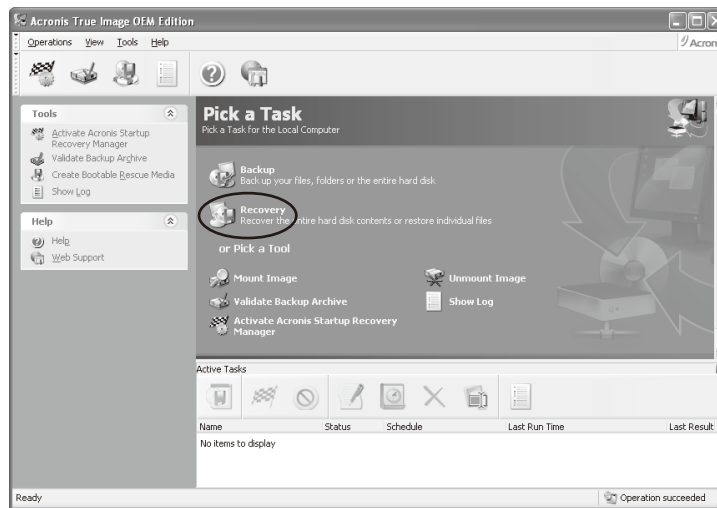 Acronis True Image OEM Edition
Operations View Tools Help
Acron
Tools
Activate Acronis Startup
Recovery Manager
Validate Backup Archive
Create Bootable Rescue Media
Show Log
Help
Help
Web Support
Pick a Task
Pick a Task for the Local Computer
Backup
Back up your files, folders or the entire hard disk
Recovery
Recover the entire hard disk contents or restore individual files
or Pick a Tool
Mount Image
Unmount Image
Validate Backup Archive
Show Log
Activate Acronis Startup Recovery
Manager
Active Tasks
Name Status Schedule Last Run Time Last Result
No items to display
Ready
Operation succeeded